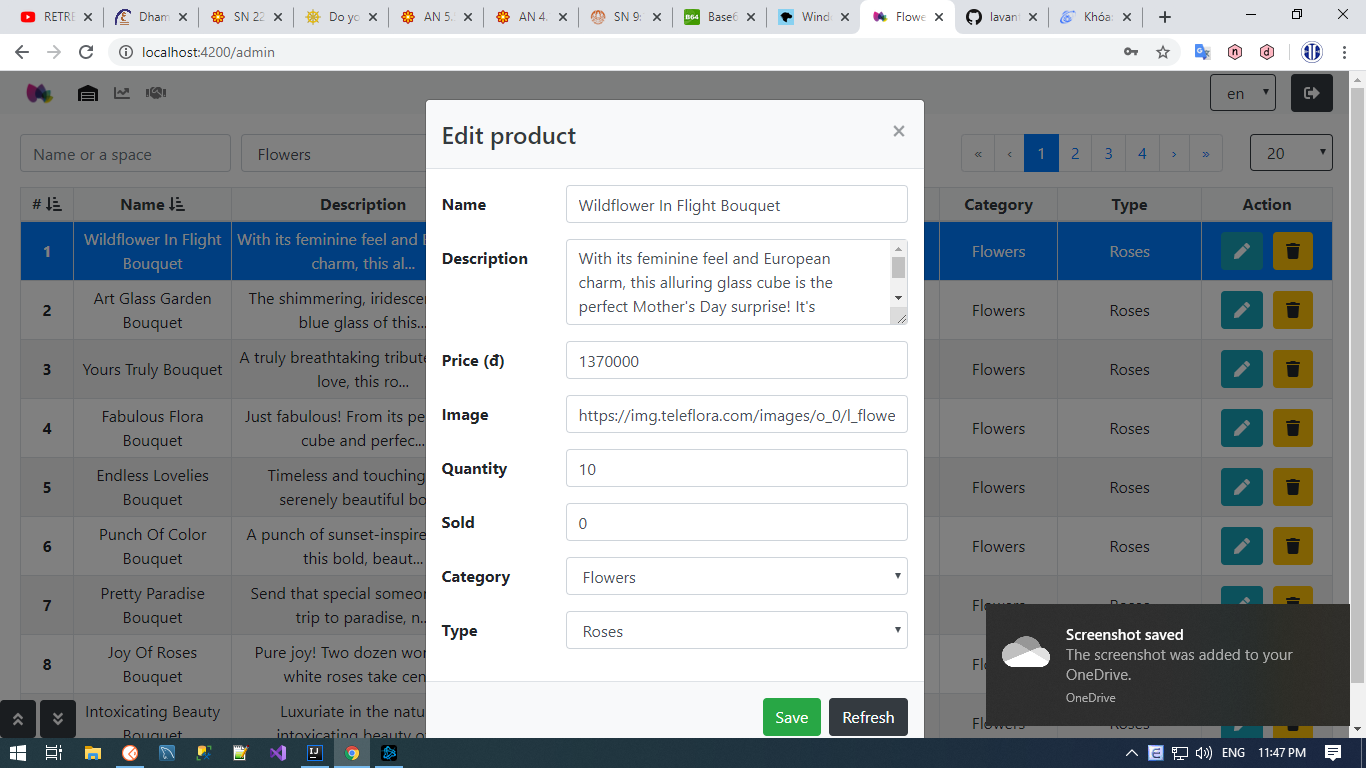 RETRE
Dham
SN 22
Do yo
AN 5.
AN 4.
SN 9:
B64
Base6
Wind
Flowe
lavant
Khóa
localhost:4200/admin
en
Name or a space
Flowers
« ‹ 1 2 3 4 › »
20
# Name Description Category Type Action
1 Wildflower In Flight Bouquet With its feminine feel and E
charm, this al... Flowers Roses
2 Art Glass Garden Bouquet The shimmering, iridescen
blue glass of this... Flowers Roses
3 Yours Truly Bouquet A truly breathtaking tribute
love, this ro... Flowers Roses
4 Fabulous Flora Bouquet Just fabulous! From its pe
cube and perfec... Flowers Roses
5 Endless Lovelies Bouquet Timeless and touching
serenely beautiful bo Flowers Roses
6 Punch Of Color Bouquet A punch of sunset-inspire
this bold, beaut... Flowers Roses
7 Pretty Paradise Bouquet Send that special someon
trip to paradise, n... Flowers Roses
8 Joy Of Roses Bouquet Pure joy! Two dozen wor
white roses take cen Flowers
Intoxicating Beauty Bouquet Luxuriate in the natu
intoxicating beauty o Flowers Roses
Edit product
×
Name
Wildflower In Flight Bouquet
Description
With its feminine feel and European
charm, this alluring glass cube is the
perfect Mother's Day surprise! It's
Price (đ)
1370000
Image
https://img.teleflora.com/images/o_0/l_flowe
Quantity
10
Sold
0
Category
Flowers
Type
Roses
Save
Refresh
Screenshot saved
The screenshot was added to your
OneDrive.
OneDrive
ENG
11:47 PM